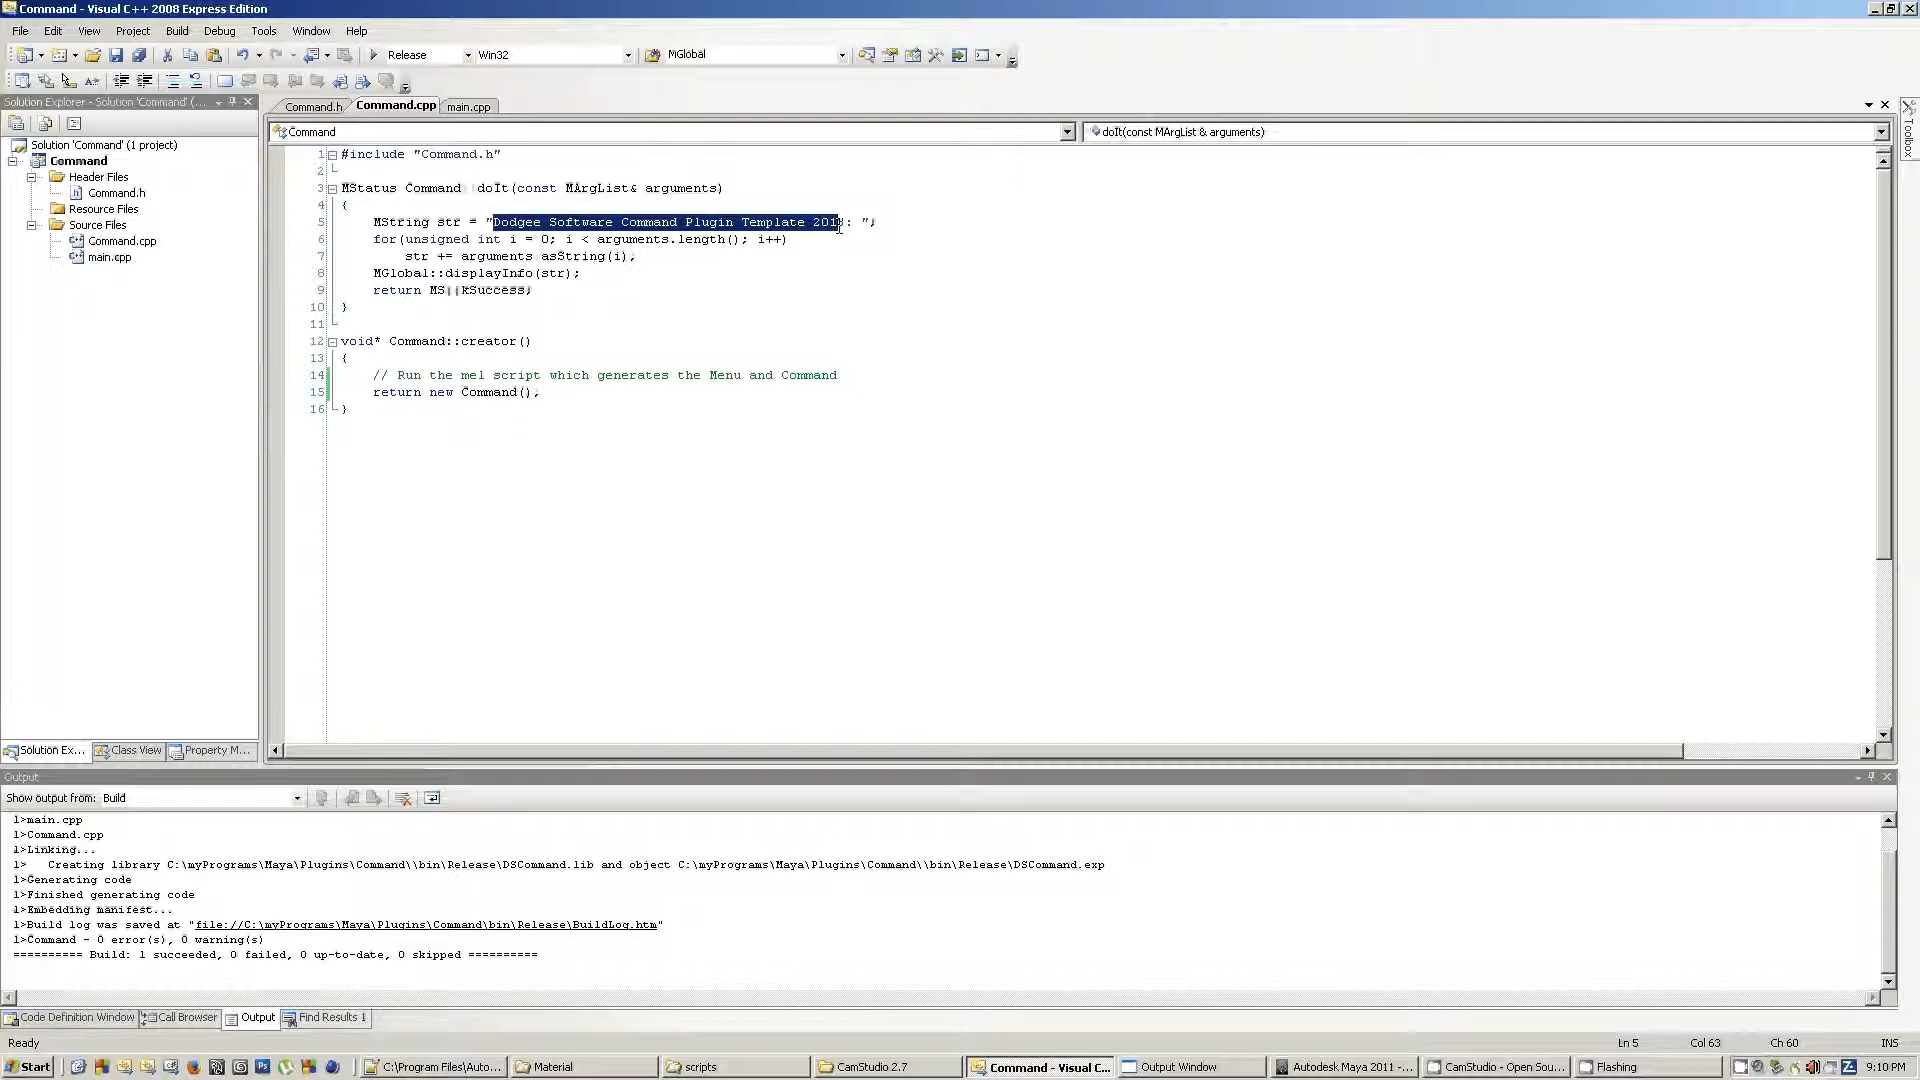 Command - Visual C++ 2008 Express Edition
File Edit View Project Build Debug Tools Window Help
Release Win32 MGlobal
Solution Explorer - Solution 'Command' (...
Command.h Command.cpp main.cpp
Toolbox
Command doIt(const MArgList & arguments)
Solution 'Command' (1 project)
Command
Header Files
Command.h
Resource Files
Source Files
Command.cpp
main.cpp
1 #include "Command.h"
2
3 MStatus Command doIt(const MArgList& arguments)
4 {
5 MString str = "Dodgee Software Command Plugin Template 201 : ";
6 for(unsigned int i = 0; i < arguments.length(); i++)
7 str += arguments asString(i);
8 MGlobal::displayInfo(str);
9 return MS::kSuccess;
10 }
11
12 void* Command::creator()
13 {
14 // Run the mel script which generates the Menu and Command
15 return new Command();
16 }
Solution Ex... Class View Property M...
Output
Show output from: Build
1>main.cpp
1>Command.cpp
1>Linking...
1> Creating library C:\myPrograms\Maya\Plugins\Command\\bin\Release\DSCommand.lib and object C:\myPrograms\Maya\Plugins\Command\\bin\Release\DSCommand.exp
1>Generating code
1>Finished generating code
1>Embedding manifest...
1>Build log was saved at "file://C:\myPrograms\Maya\Plugins\Command\bin\Release\BuildLog.htm"
1>Command - 0 error(s), 0 warning(s)
========== Build: 1 succeeded, 0 failed, 0 up-to-date, 0 skipped ==========
Code Definition Window Call Browser Output Find Results 1
Ready Ln 5 Col 63 Ch 60 INS
Start C:\Program Files\Auto... Material scripts CamStudio 2.7 Command - Visual C... Output Window Autodesk Maya 2011 -... CamStudio - Open Sou... Flashing 9:10 PM